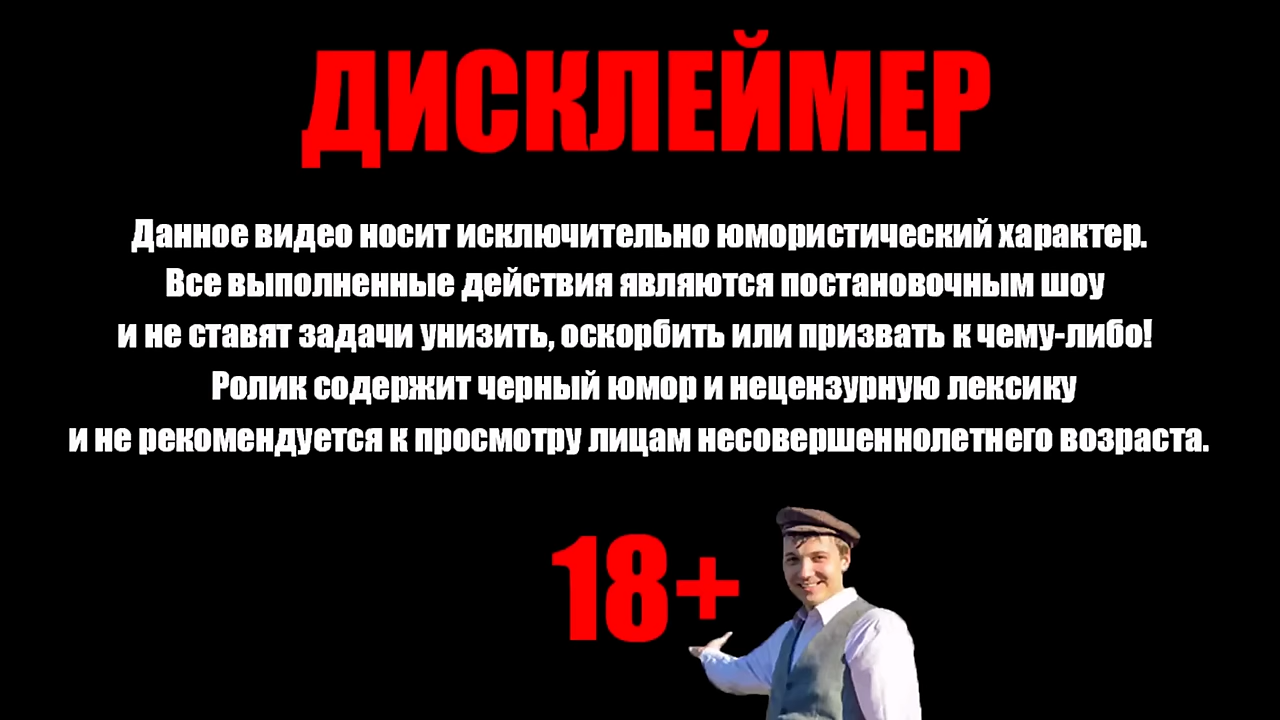 ДИСКЛЕЙМЕР
Данное видео носит исключительно юмористический характер.
Все выполненные действия являются постановочным шоу
и не ставят задачи унизить, оскорбить или призвать к чему-либо!
Ролик содержит черный юмор и нецензурную лексику
и не рекомендуется к просмотру лицам несовершеннолетнего возраста.
18+